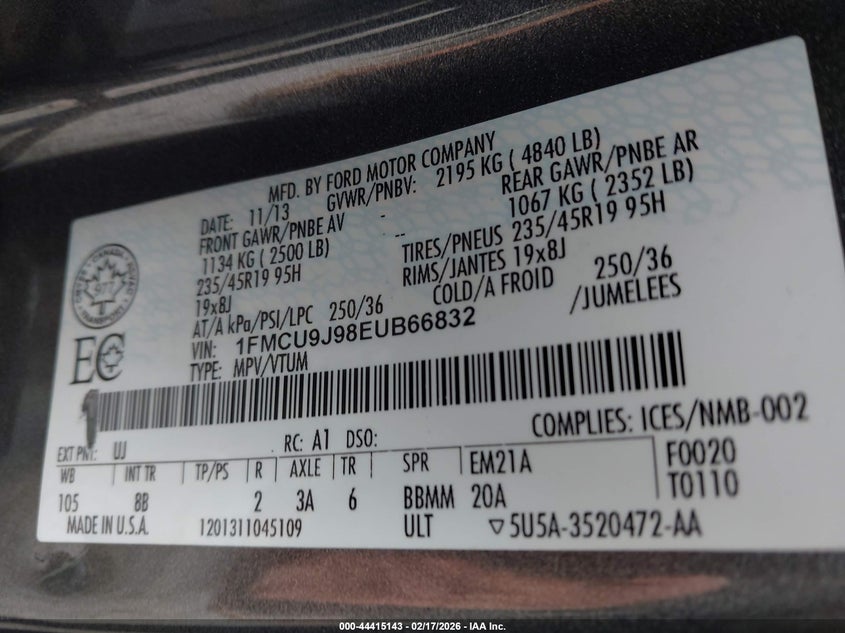 MFD. BY FORD MOTOR COMPANY
DATE: 11/13 GVWR/PNBV: 2195 KG ( 4840 LB)
FRONT GAWR/PNBE AV - REAR GAWR/PNBE AR
1134 KG ( 2500 LB) -- 1067 KG ( 2352 LB)
235/45R19 95H TIRES/PNEUS 235/45R19 95H
19x8J RIMS/JANTES 19x8J
AT/A kPa/PSI/LPC 250/36 COLD/A FROID 250/36
VIN: 1FMCU9J98EUB66832 /JUMELEES
TYPE: MPV/VTUM
CANADA
TRANSPORT
EC
COMPLIES: ICES/NMB-002
EXT PNT: UJ RC: A1 DSO:
WB INT TR TP/PS R AXLE TR SPR EM21A F0020
105 8B 2 3A 6 BBMM 20A T0110
MADE IN U.S.A. 1201311045109 ULT 5U5A-3520472-AA
000-44415143 - 02/17/2026 - IAA Inc.